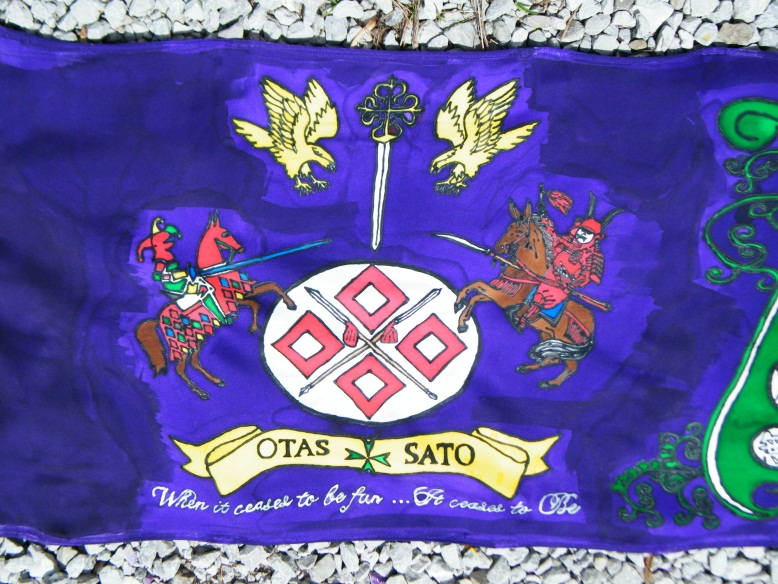 OTAS SATO
When it ceases to be fun ... It ceases to Be